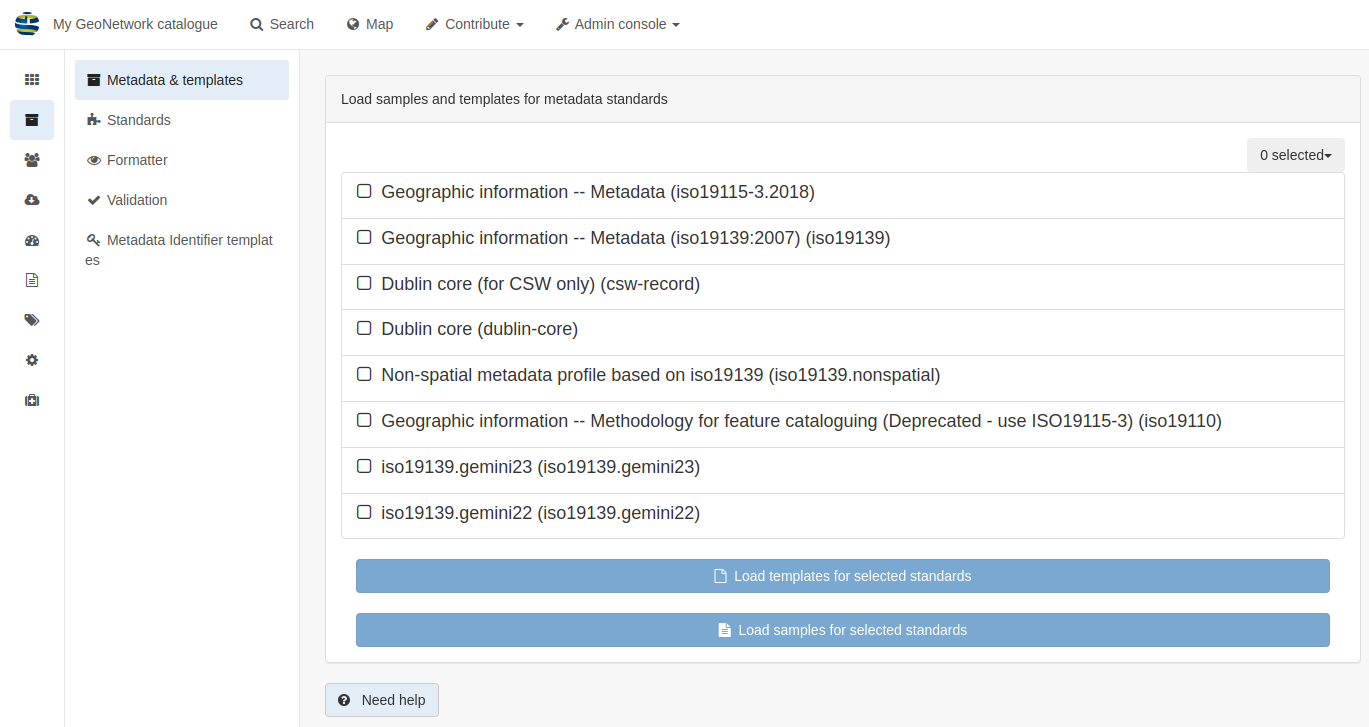 My GeoNetwork catalogue
Search
Map
Contribute
Admin console
Metadata & templates
Standards
Formatter
Validation
Metadata Identifier templat
es
Load samples and templates for metadata standards
0 selected
Geographic information -- Metadata (iso19115-3.2018)
Geographic information -- Metadata (iso19139:2007) (iso19139)
Dublin core (for CSW only) (csw-record)
Dublin core (dublin-core)
Non-spatial metadata profile based on iso19139 (iso19139.nonspatial)
Geographic information -- Methodology for feature cataloguing (Deprecated - use ISO19115-3) (iso19110)
iso19139.gemini23 (iso19139.gemini23)
iso19139.gemini22 (iso19139.gemini22)
Load templates for selected standards
Load samples for selected standards
Need help